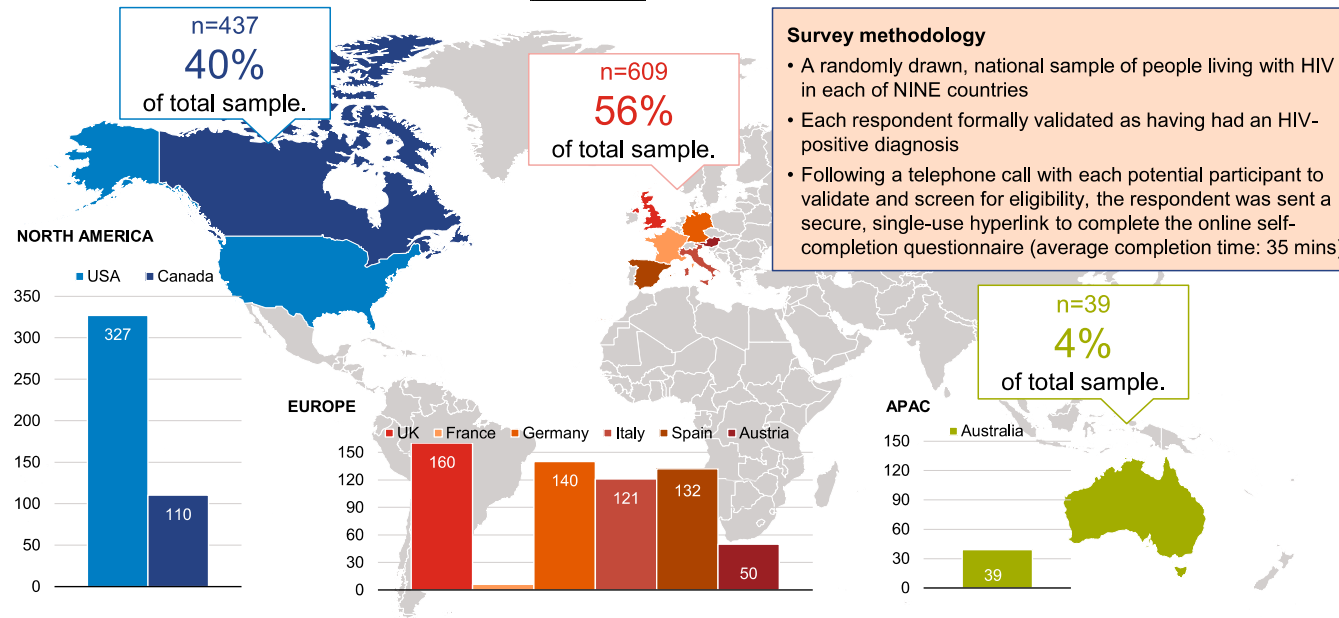 n=437
40%
of total sample.
n=609
56%
of total sample.
Survey methodology
• A randomly drawn, national sample of people living with HIV
in each of NINE countries
• Each respondent formally validated as having had an HIV-
positive diagnosis
• Following a telephone call with each potential participant to
validate and screen for eligibility, the respondent was sent a
secure, single-use hyperlink to complete the online self-
completion questionnaire (average completion time: 35 mins)
n=39
4%
of total sample.
NORTH AMERICA
USA Canada
350
300
250
200
150
100
50
0
327
110
EUROPE
UK France Germany Italy Spain Austria
150
120
90
60
30
0
160
140
121
132
50
APAC
Australia
150
120
90
60
30
0
39